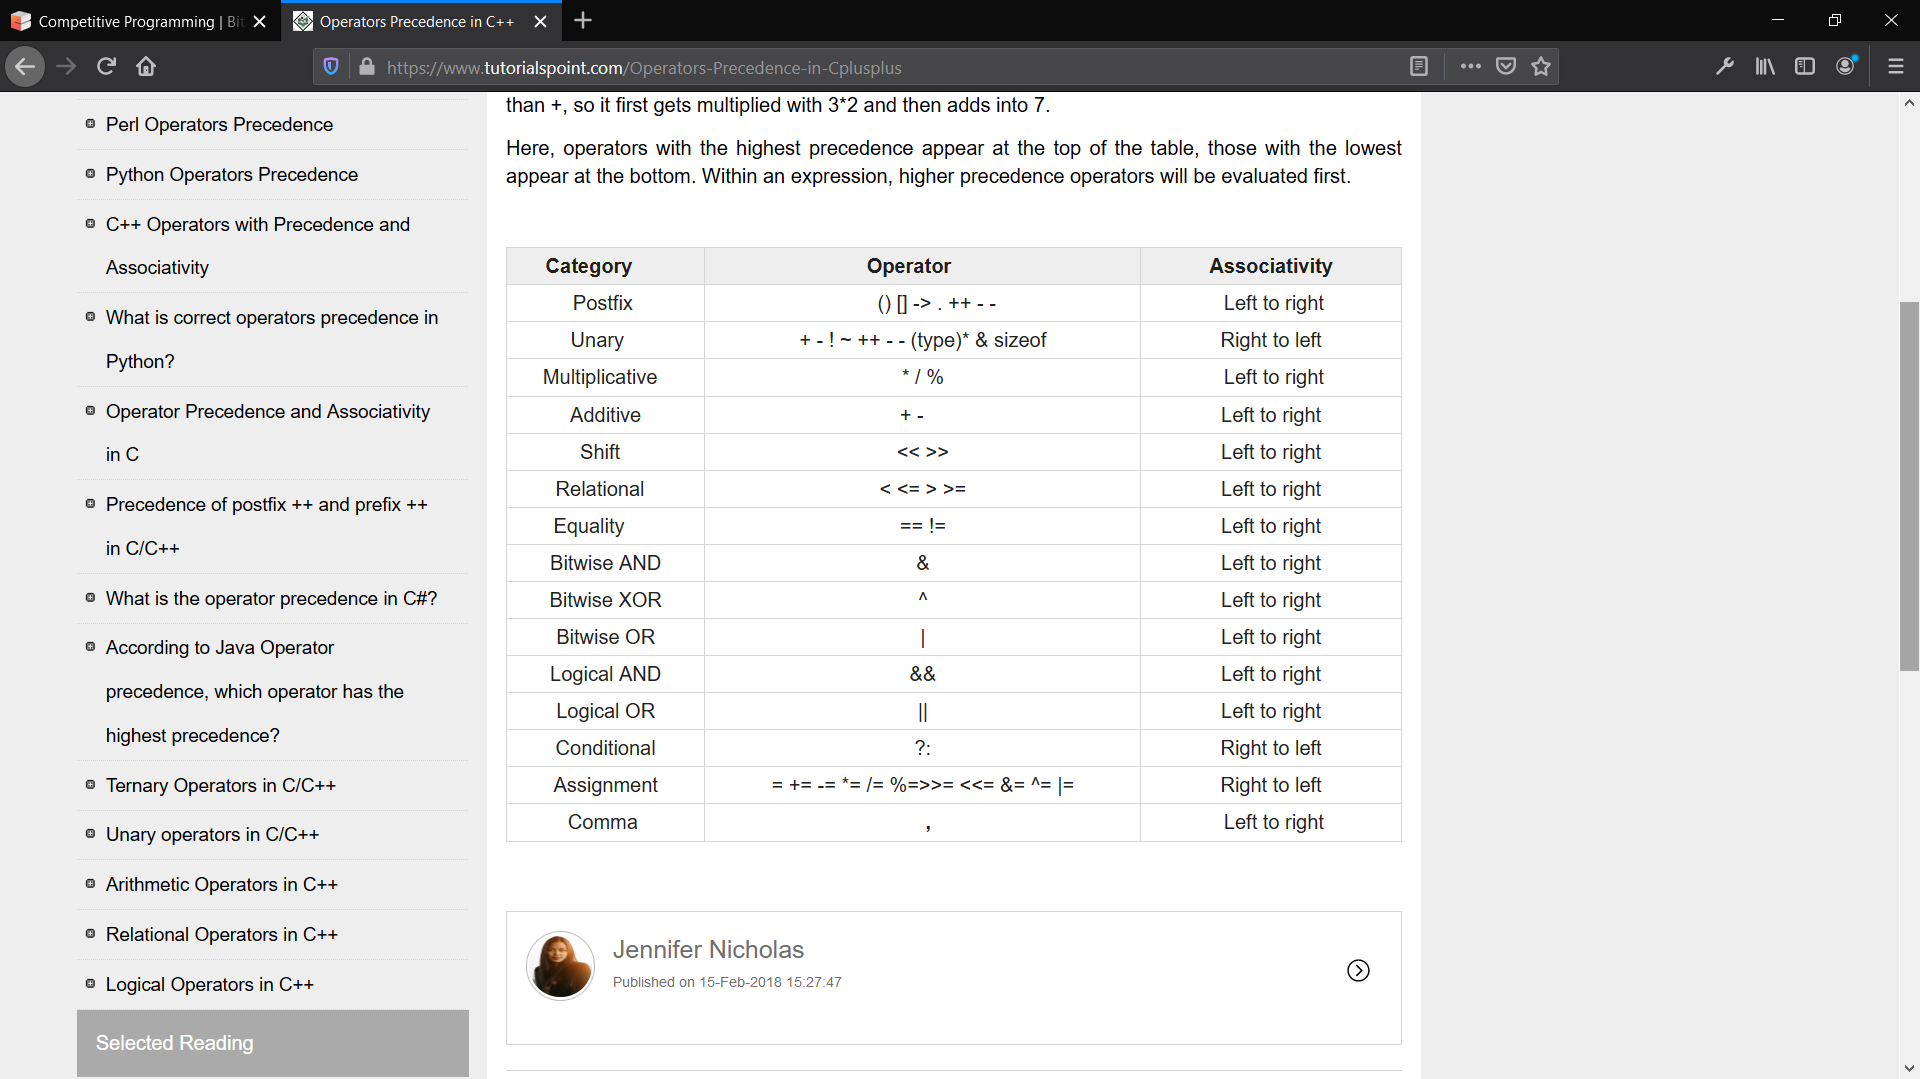 Competitive Programming | Bit
Operators Precedence in C++
https://www.tutorialspoint.com/Operators-Precedence-in-Cplusplus
Perl Operators Precedence
Python Operators Precedence
C++ Operators with Precedence and
Associativity
What is correct operators precedence in
Python?
Operator Precedence and Associativity
in C
Precedence of postfix ++ and prefix ++
in C/C++
What is the operator precedence in C#?
According to Java Operator
precedence, which operator has the
highest precedence?
Ternary Operators in C/C++
Unary operators in C/C++
Arithmetic Operators in C++
Relational Operators in C++
Logical Operators in C++
Selected Reading
than +, so it first gets multiplied with 3*2 and then adds into 7.
Here, operators with the highest precedence appear at the top of the table, those with the lowest
appear at the bottom. Within an expression, higher precedence operators will be evaluated first.
Category Operator Associativity
Postfix () [] -> . ++ - - Left to right
Unary + - ! ~ ++ - - (type)* & sizeof Right to left
Multiplicative * / % Left to right
Additive + - Left to right
Shift << >> Left to right
Relational < <= > >= Left to right
Equality == != Left to right
Bitwise AND & Left to right
Bitwise XOR ^ Left to right
Bitwise OR | Left to right
Logical AND && Left to right
Logical OR || Left to right
Conditional ?: Right to left
Assignment = += -= *= /= %=>>= <<= &= ^= |= Right to left
Comma , Left to right
Jennifer Nicholas
Published on 15-Feb-2018 15:27:47